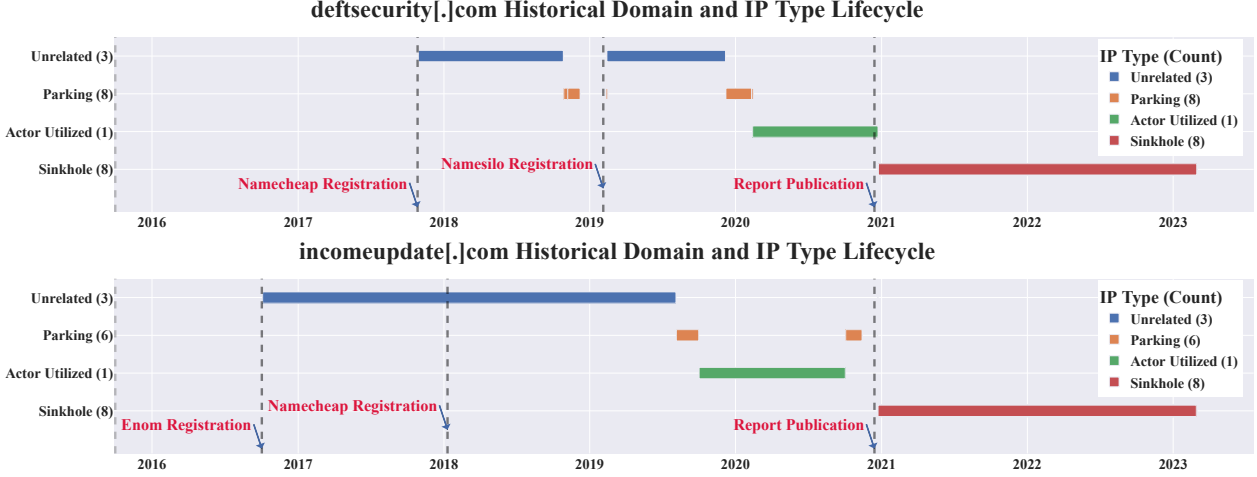 deftsecurity[.]com Historical Domain and IP Type Lifecycle
Unrelated (3)
Parking (8)
Actor Utilized (1)
Sinkhole (8)
IP Type (Count)
Unrelated (3)
Parking (8)
Actor Utilized (1)
Sinkhole (8)
Namecheap Registration
Namesilo Registration
Report Publication
2016 2017 2018 2019 2020 2021 2022 2023
incomeupdate[.]com Historical Domain and IP Type Lifecycle
Unrelated (3)
Parking (6)
Actor Utilized (1)
Sinkhole (8)
IP Type (Count)
Unrelated (3)
Parking (6)
Actor Utilized (1)
Sinkhole (8)
Enom Registration
Namecheap Registration
Report Publication
2016 2017 2018 2019 2020 2021 2022 2023